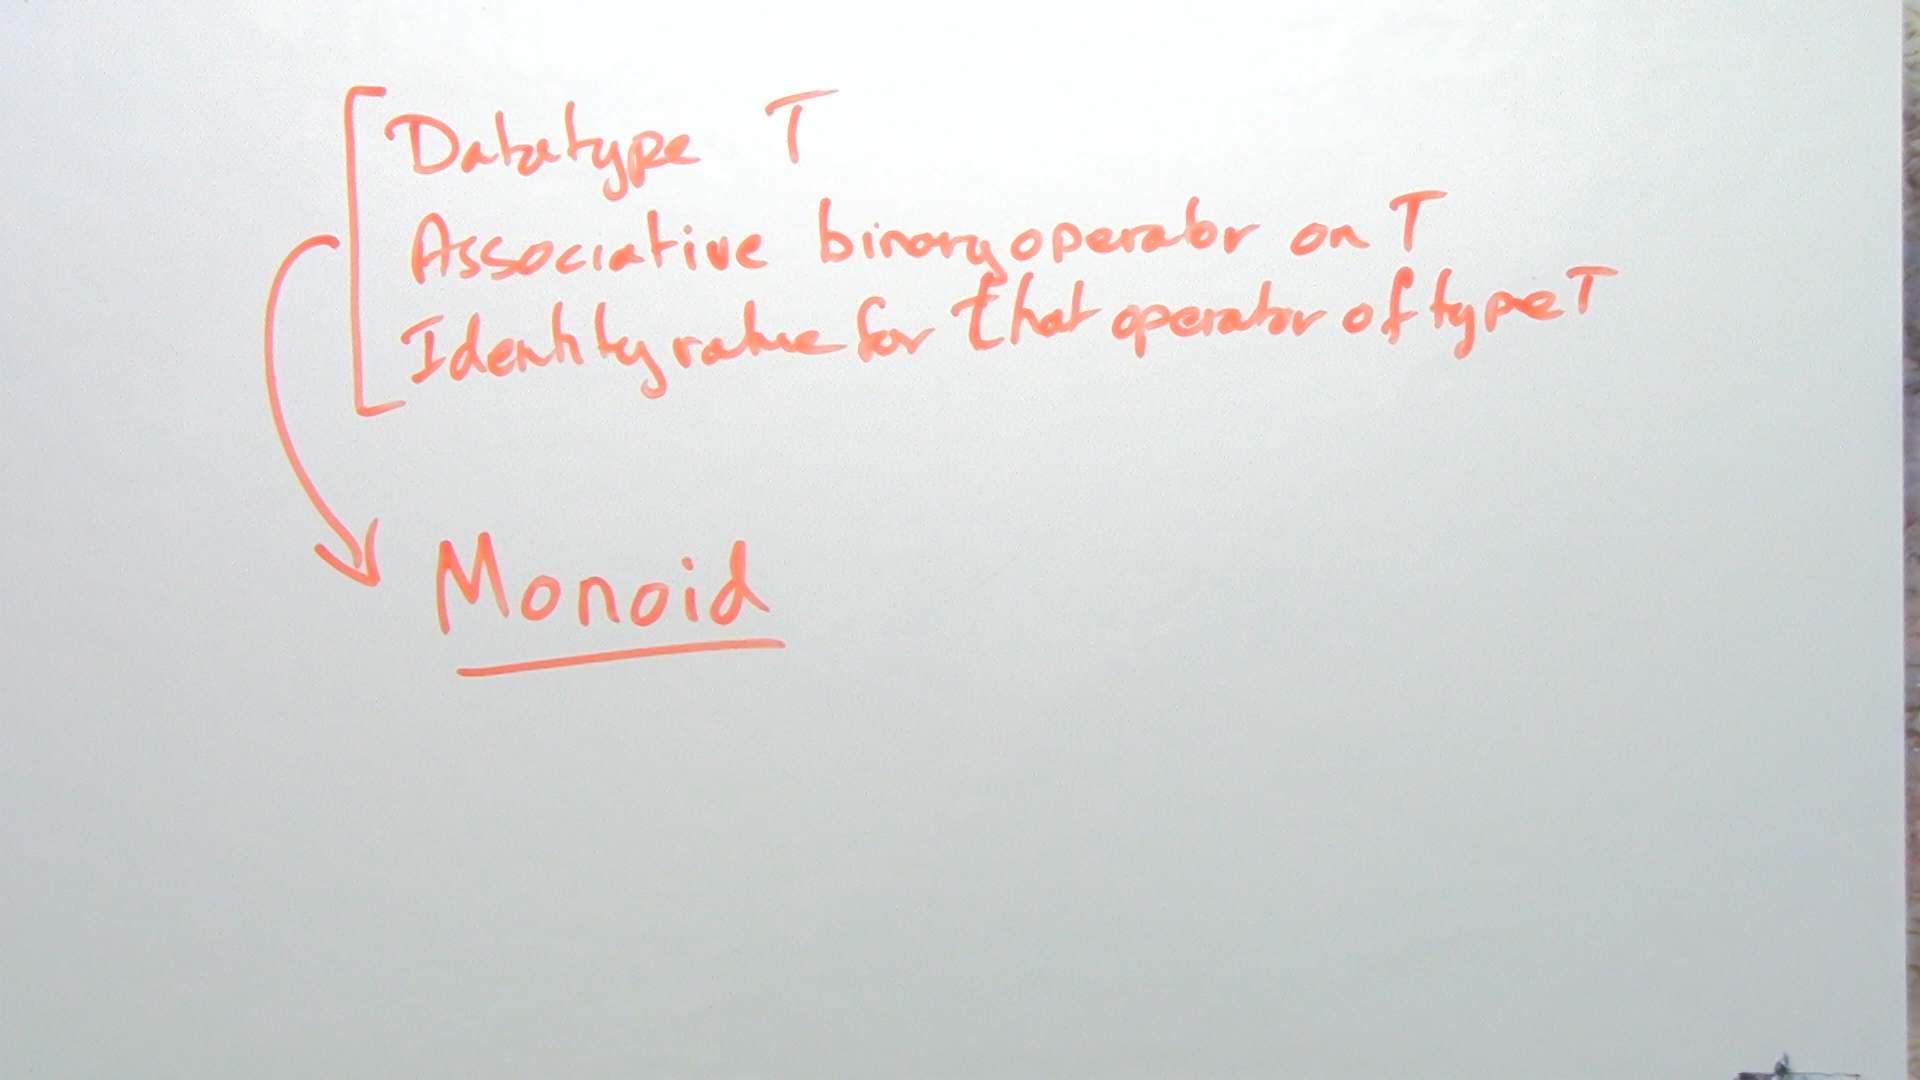 Datatype T
Associative binary operator on T
Identity value for that operator of type T
Monoid